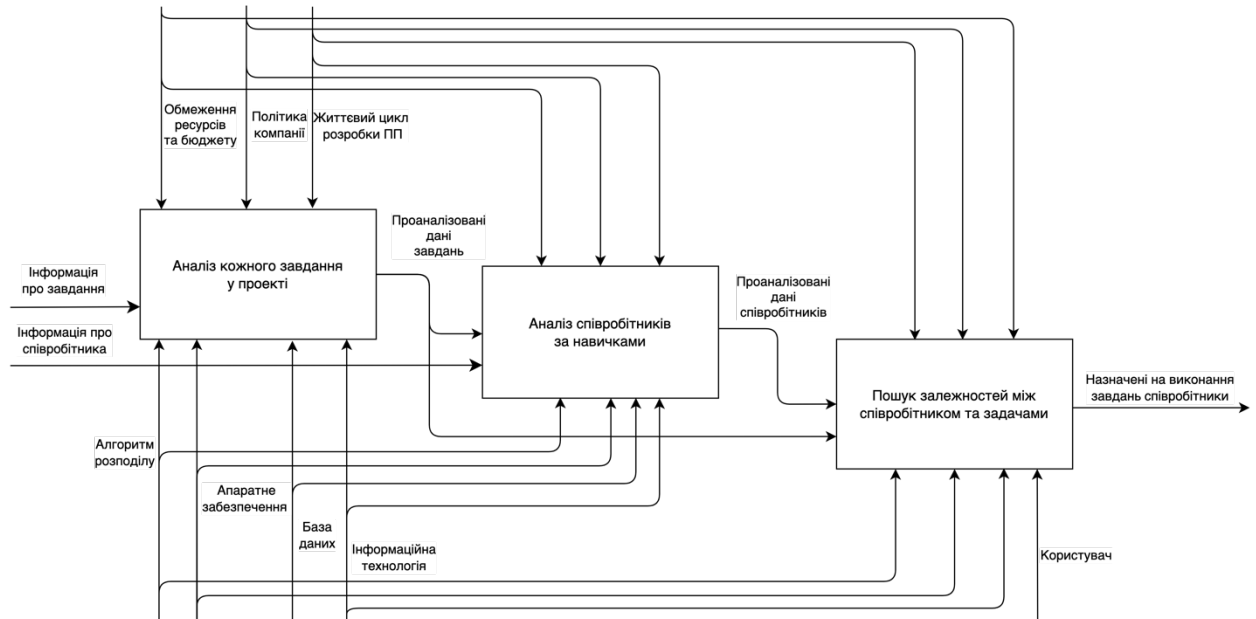 Обмеження
ресурсів
та бюджету
Політика
компанії
Життєвий цикл
розробки ПП
Аналіз кожного завдання
у проекті
Проаналізовані
дані
завдань
Інформація
про завдання
Інформація про
співробітника
Аналіз співробітників
за навичками
Проаналізовані
дані
співробітників
Пошук залежностей між
співробітником та задачами
Назначені на виконання
завдань співробітники
Алгоритм
розподілу
Апаратне
забезпечення
База
даних
Інформаційна
технологія
Користувач